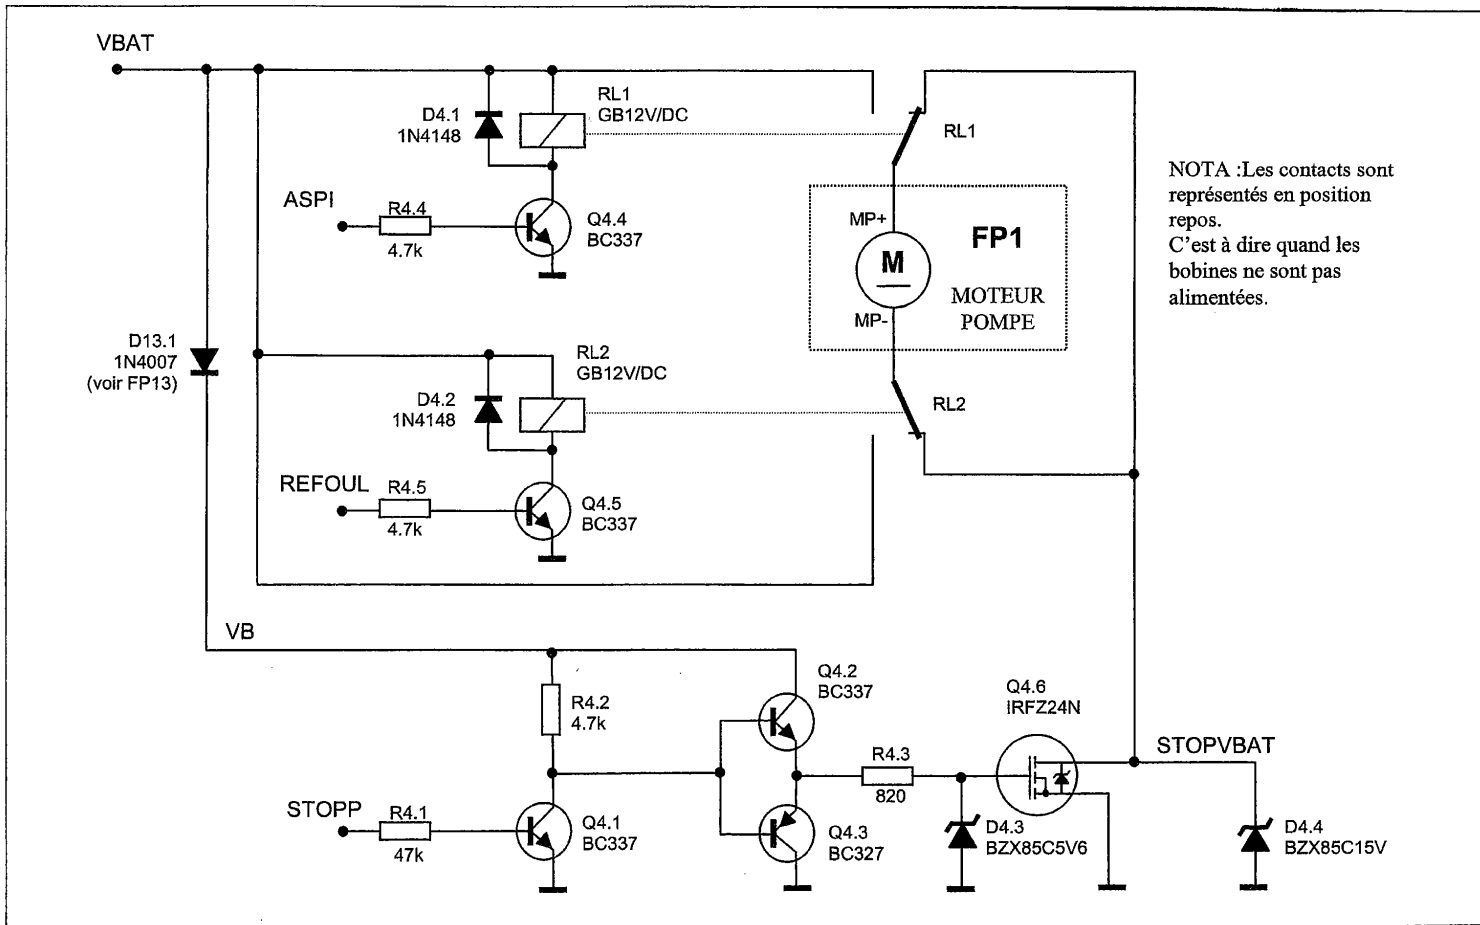 VBAT
D4.1
1N4148
RL1
GB12V/DC
RL1
NOTA :Les contacts sont
représentés en position
repos.
C'est à dire quand les
bobines ne sont pas
alimentées.
ASPI
R4.4
4.7k
Q4.4
BC337
MP+
FP1
M
MOTEUR
POMPE
MP-
D13.1
1N4007
(voir FP13)
RL2
GB12V/DC
D4.2
1N4148
RL2
REFOUL
R4.5
4.7k
Q4.5
BC337
VB
R4.2
4.7k
Q4.2
BC337
Q4.6
IRFZ24N
STOPVBAT
R4.3
820
STOPP
R4.1
47k
Q4.1
BC337
Q4.3
BC327
D4.3
BZX85C5V6
D4.4
BZX85C15V